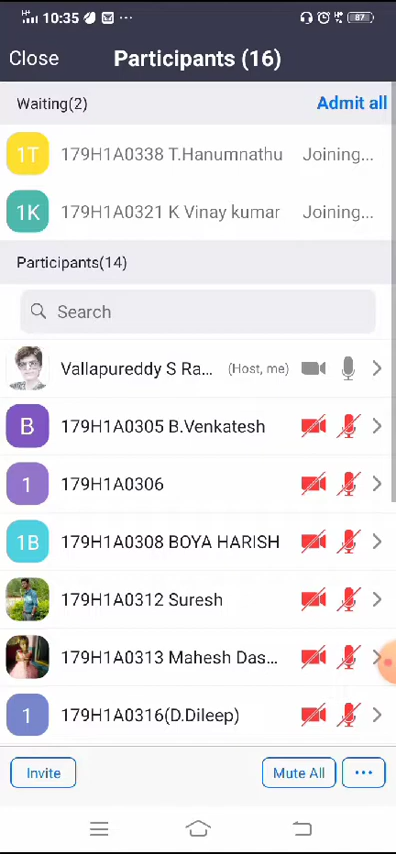 10:35 ... 87
Close Participants (16)
Waiting(2) Admit all
1T 179H1A0338 T.Hanumnathu Joining...
1K 179H1A0321 K Vinay kumar Joining...
Participants(14)
Search
Vallapureddy S Ra... (Host, me)
B 179H1A0305 B.Venkatesh
1 179H1A0306
1B 179H1A0308 BOYA HARISH
179H1A0312 Suresh
179H1A0313 Mahesh Das...
1 179H1A0316(D.Dileep)
Invite Mute All ...